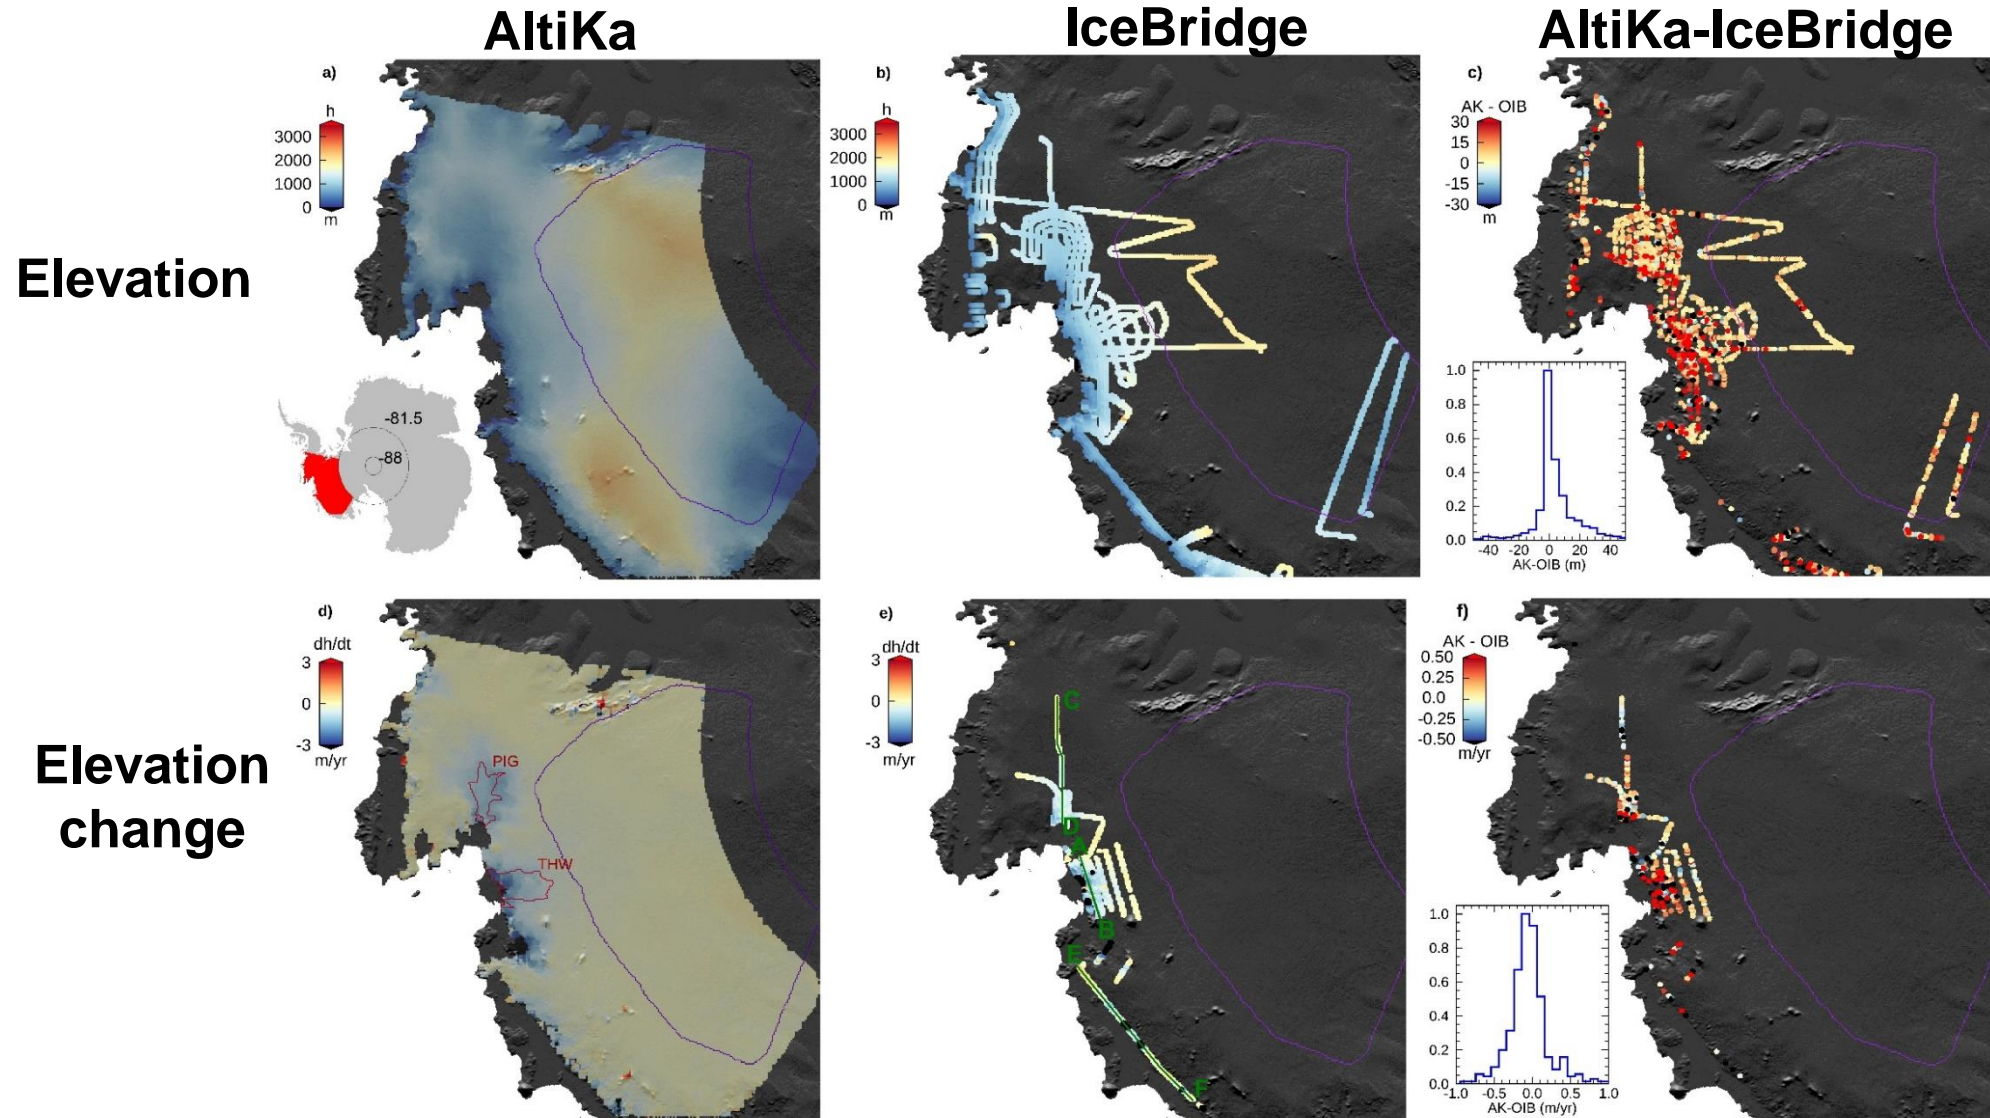 AltiKa
IceBridge
AltiKa-IceBridge
Elevation
a)
h
3000
2000
1000
0
m
-81.5
-88
b)
h
3000
2000
1000
0
m
c)
AK - OIB
30
15
0
-15
-30
m
1.0
0.8
0.6
0.4
0.2
0.0
-40 -20 0 20 40
AK-OIB (m)
Elevation
change
d)
dh/dt
3
0
-3
m/yr
PIG
THW
e)
dh/dt
3
0
-3
m/yr
C
D
A
B
E
F
f)
AK - OIB
0.50
0.25
0.0
-0.25
-0.50
m/yr
1.0
0.8
0.6
0.4
0.2
0.0
-1.0 -0.5 0.0 0.5 1.0
AK-OIB (m/yr)